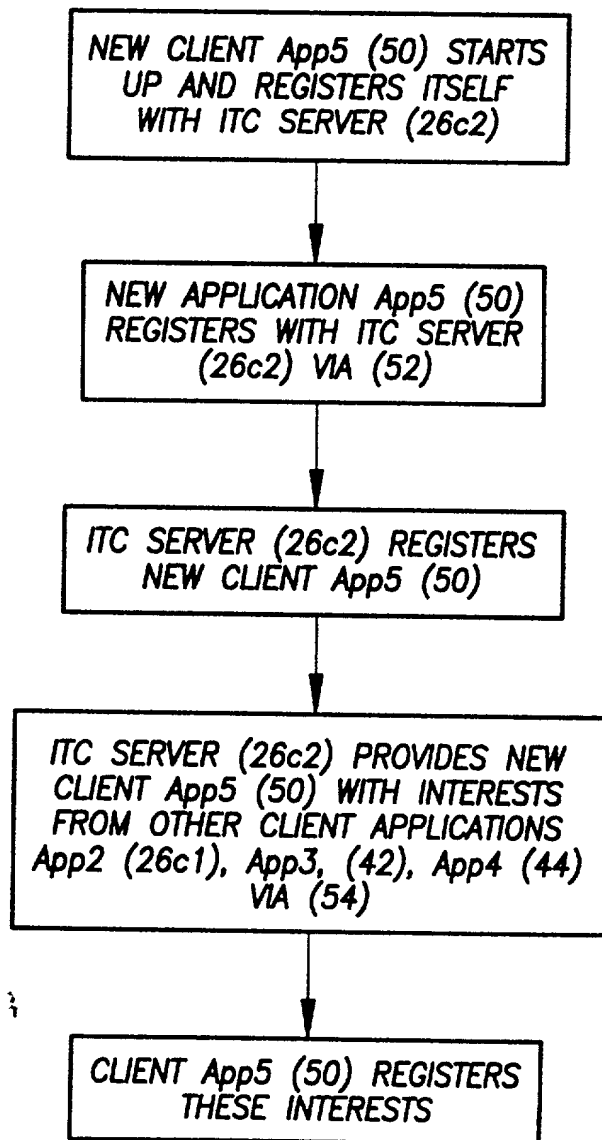 NEW CLIENT App5 (50) STARTS
UP AND REGISTERS ITSELF
WITH ITC SERVER (26c2)
NEW APPLICATION App5 (50)
REGISTERS WITH ITC SERVER
(26c2) VIA (52)
ITC SERVER (26c2) REGISTERS
NEW CLIENT App5 (50)
ITC SERVER (26c2) PROVIDES NEW
CLIENT App5 (50) WITH INTERESTS
FROM OTHER CLIENT APPLICATIONS
App2 (26c1), App3, (42), App4 (44)
VIA (54)
CLIENT App5 (50) REGISTERS
THESE INTERESTS